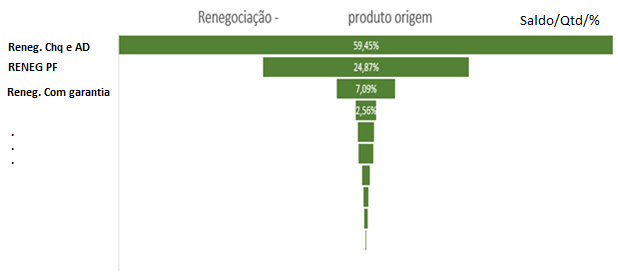 Renegociação - produto origem Saldo/Qtd/%
Reneg. Chq e AD 59,45%
RENEG PF 24,87%
Reneg. Com garantia 7,09%
2,56%
.
.
.